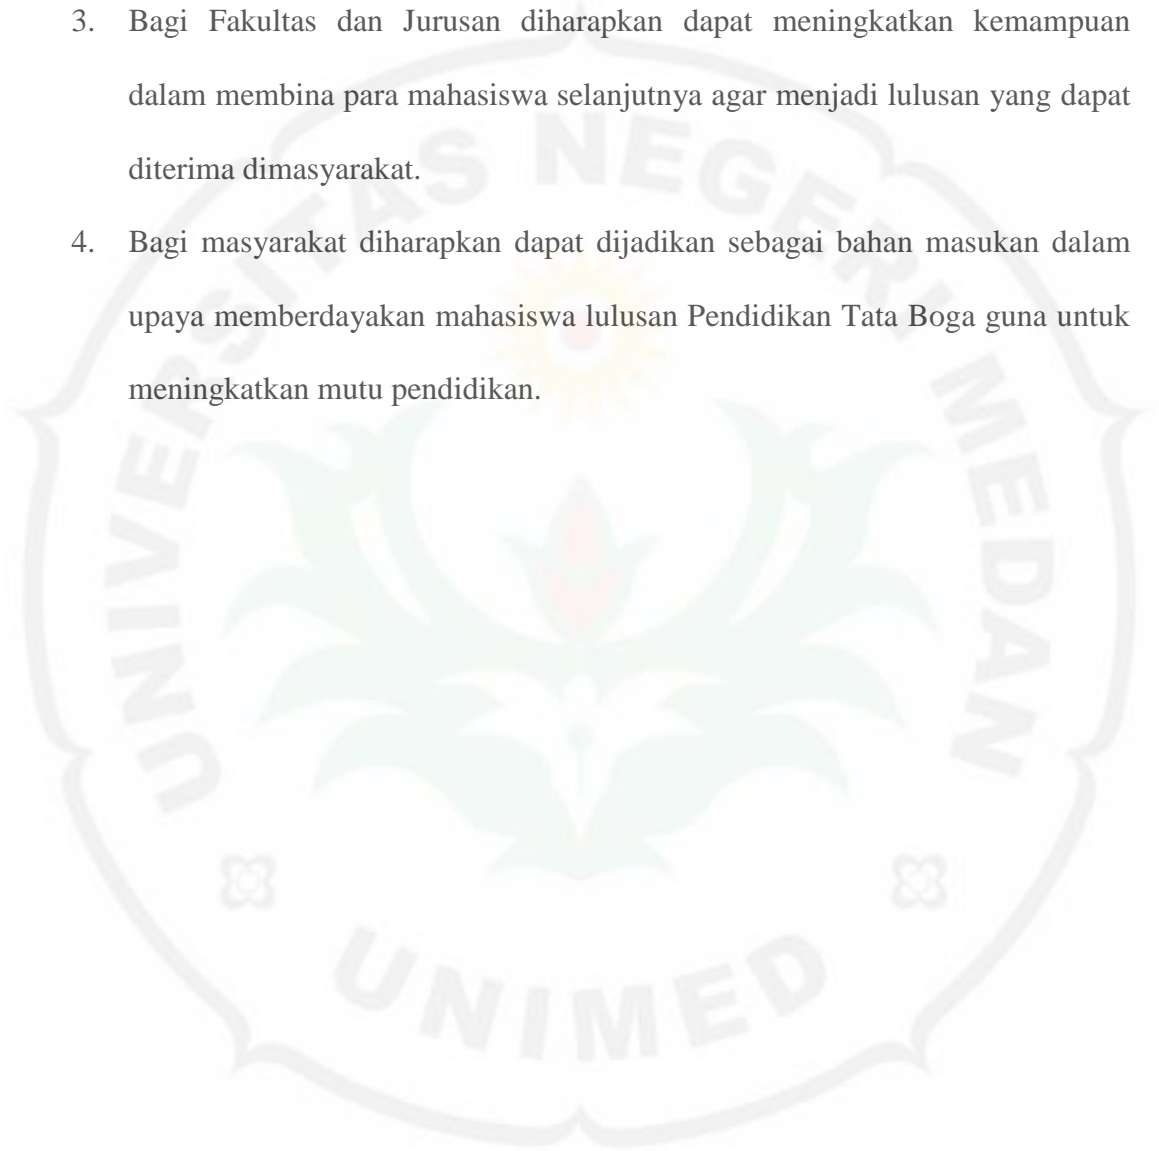 3. Bagi Fakultas dan Jurusan diharapkan dapat meningkatkan kemampuan
dalam membina para mahasiswa selanjutnya agar menjadi lulusan yang dapat
diterima dimasyarakat.
4. Bagi masyarakat diharapkan dapat dijadikan sebagai bahan masukan dalam
upaya memberdayakan mahasiswa lulusan Pendidikan Tata Boga guna untuk
meningkatkan mutu pendidikan.
UNIVERSITAS NEGERI MEDAN
UNIMED